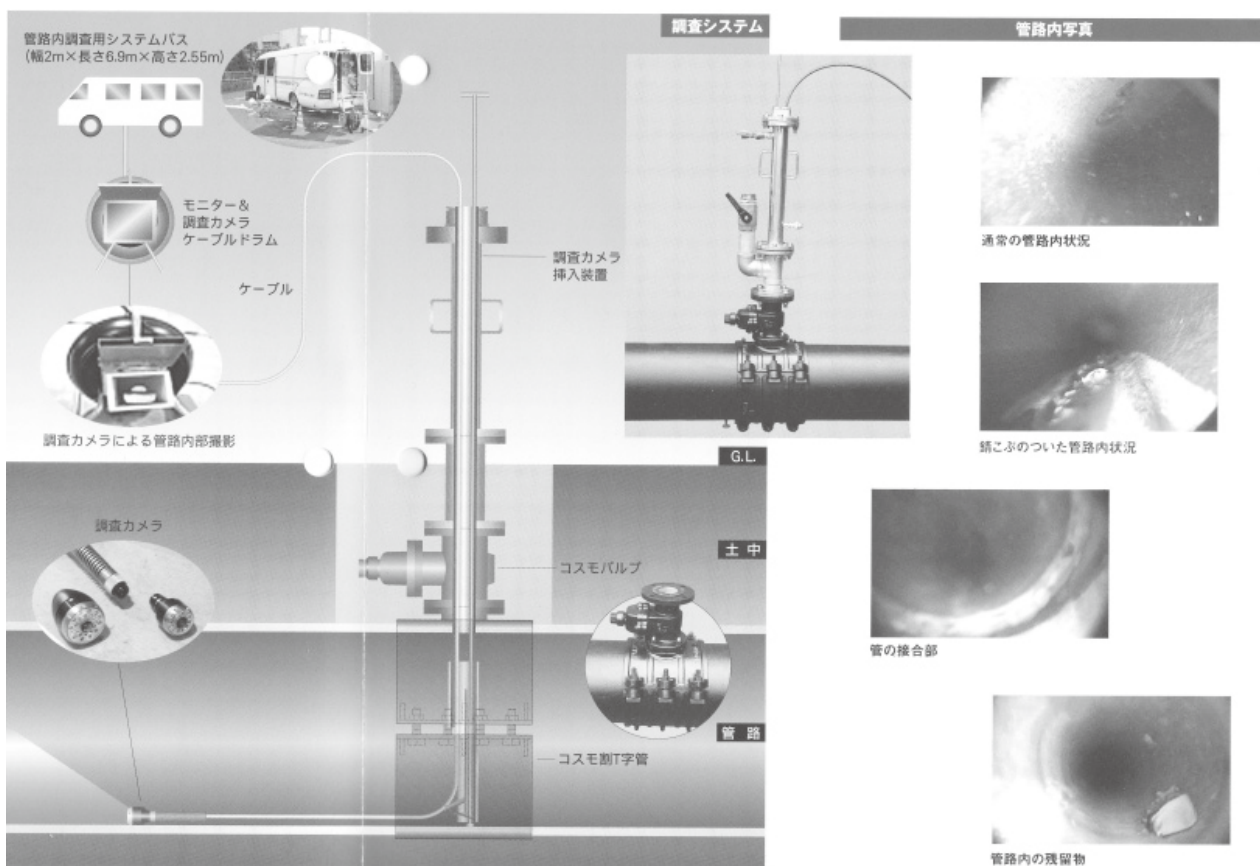 管路内調査用システムバス
(幅2m×長さ6.9m×高さ2.55m)
モニター&
調査カメラ
ケーブルドラム
ケーブル
調査カメラによる管路内部撮影
調査カメラ
調査カメラ
挿入装置
コスモバルブ
コスモ割T字管
調査システム
G.L.
土中
管路
管路内写真
通常の管路内状況
錆こぶのついた管路内状況
管の接合部
管路内の残留物